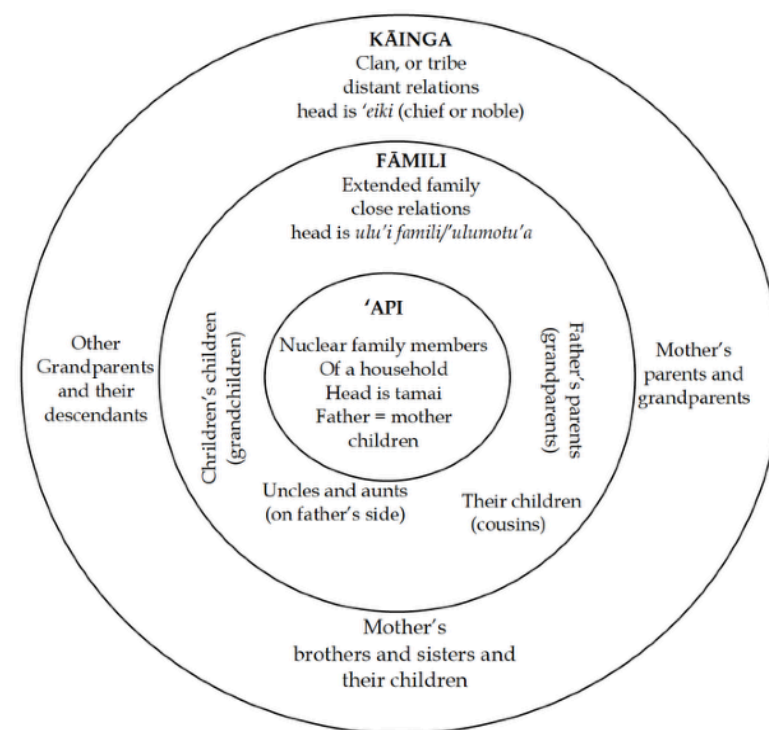 KĀINGA
Clan, or tribe
distant relations
head is ‘eiki (chief or noble)
FĀMILI
Extended family
close relations
head is ulu’i famili/’ulumotu’a
‘API
Nuclear family members
Of a household
Head is tamai
Father = mother
children
Other
Grandparents
and their
descendants
Chrildren’s children
(grandchildren)
Father’s parents
(grandparents)
Mother’s
parents and
grandparents
Uncles and aunts
(on father’s side)
Their children
(cousins)
Mother’s
brothers and sisters and
their children